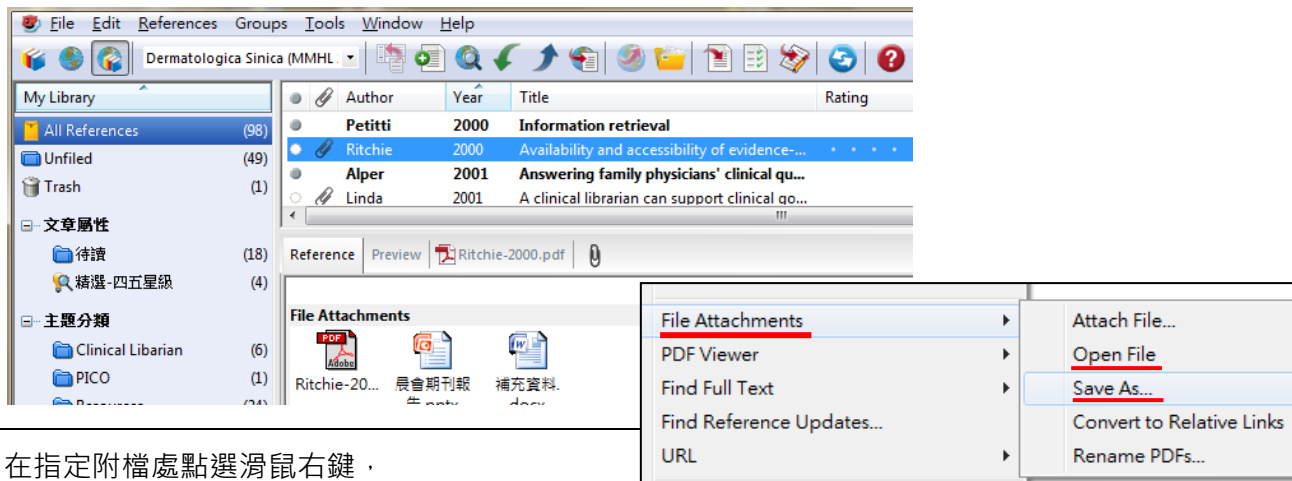 File Edit References Groups Tools Window Help
Dermatologica Sinica (MMHL
My Library
All References (98)
Unfiled (49)
Trash (1)
文章屬性
待讀 (18)
精選-四五星級 (4)
主題分類
Clinical Libarian (6)
PICO (1)
Author Year Title Rating
Petitti 2000 Information retrieval
Ritchie 2000 Availability and accessibility of evidence-...
Alper 2001 Answering family physicians' clinical qu...
Linda 2001 A clinical librarian can support clinical qo...
Reference Preview Ritchie-2000.pdf
File Attachments
PDF
Adobe
Ritchie-20... 晨會期刊報告.pptx 補充資料.docx
File Attachments
PDF Viewer
Find Full Text
Find Reference Updates...
URL
Attach File...
Open File
Save As...
Convert to Relative Links
Rename PDFs...
在指定附檔處點選滑鼠右鍵，